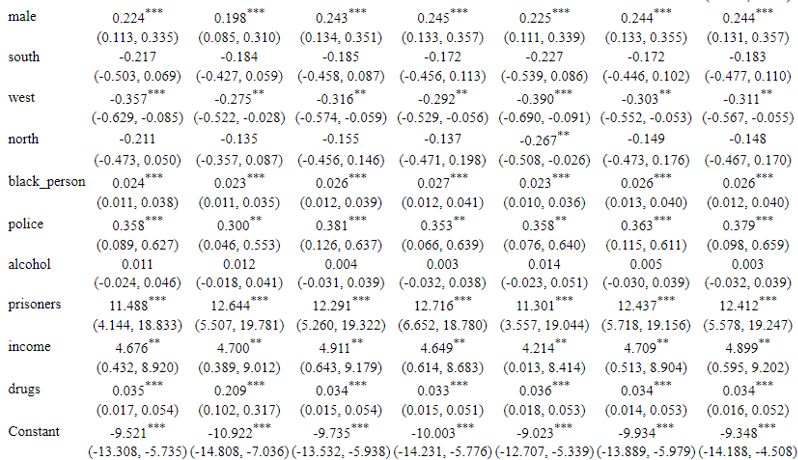 male 0.224*** 0.198*** 0.243*** 0.245*** 0.225*** 0.244*** 0.244***
(0.113, 0.335) (0.085, 0.310) (0.134, 0.351) (0.133, 0.357) (0.111, 0.339) (0.133, 0.355) (0.131, 0.357)
south -0.217 -0.184 -0.185 -0.172 -0.227 -0.172 -0.183
(-0.503, 0.069) (-0.427, 0.059) (-0.458, 0.087) (-0.456, 0.113) (-0.539, 0.086) (-0.446, 0.102) (-0.477, 0.110)
west -0.357*** -0.275** -0.316** -0.292** -0.390*** -0.303** -0.311**
(-0.629, -0.085) (-0.522, -0.028) (-0.574, -0.059) (-0.529, -0.056) (-0.690, -0.091) (-0.552, -0.053) (-0.567, -0.055)
north -0.211 -0.135 -0.155 -0.137 -0.267** -0.149 -0.148
(-0.473, 0.050) (-0.357, 0.087) (-0.456, 0.146) (-0.471, 0.198) (-0.508, -0.026) (-0.473, 0.176) (-0.467, 0.170)
black_person 0.024*** 0.023*** 0.026*** 0.027*** 0.023*** 0.026*** 0.026***
(0.011, 0.038) (0.011, 0.035) (0.012, 0.039) (0.012, 0.041) (0.010, 0.036) (0.013, 0.040) (0.012, 0.040)
police 0.358*** 0.300** 0.381*** 0.353** 0.358** 0.363*** 0.379***
(0.089, 0.627) (0.046, 0.553) (0.126, 0.637) (0.066, 0.639) (0.076, 0.640) (0.115, 0.611) (0.098, 0.659)
alcohol 0.011 0.012 0.004 0.003 0.014 0.005 0.003
(-0.024, 0.046) (-0.018, 0.041) (-0.031, 0.039) (-0.032, 0.038) (-0.023, 0.051) (-0.030, 0.039) (-0.032, 0.039)
prisoners 11.488*** 12.644*** 12.291*** 12.716*** 11.301*** 12.437*** 12.412***
(4.144, 18.833) (5.507, 19.781) (5.260, 19.322) (6.652, 18.780) (3.557, 19.044) (5.718, 19.156) (5.578, 19.247)
income 4.676** 4.700** 4.911** 4.649** 4.214** 4.709** 4.899**
(0.432, 8.920) (0.389, 9.012) (0.643, 9.179) (0.614, 8.683) (0.013, 8.414) (0.513, 8.904) (0.595, 9.202)
drugs 0.035*** 0.209*** 0.034*** 0.033*** 0.036*** 0.034*** 0.034***
(0.017, 0.054) (0.102, 0.317) (0.015, 0.054) (0.015, 0.051) (0.018, 0.053) (0.014, 0.053) (0.016, 0.052)
Constant -9.521*** -10.922*** -9.735*** -10.003*** -9.023*** -9.934*** -9.348***
(-13.308, -5.735) (-14.808, -7.036) (-13.532, -5.938) (-14.231, -5.776) (-12.707, -5.339) (-13.889, -5.979) (-14.188, -4.508)